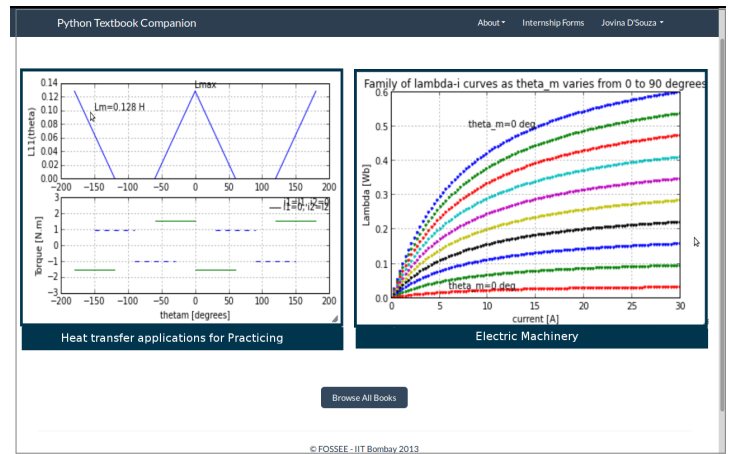 Python Textbook Companion
About
Internship Forms
Jovina D'Souza
Lmax
Lm=0.128 H
L11(theta)
0.14
0.12
0.10
0.08
0.06
0.04
0.02
0.00
−200 −150 −100 −50 0 50 100 150 200
i1=0, i2=i2
Torque [N.m]
3
2
1
0
−1
−2
−3
−200 −150 −100 −50 0 50 100 150 200
thetam [degrees]
Heat transfer applications for Practicing
Family of lambda-i curves as theta_m varies from 0 to 90 degrees
theta_m=0 deg
Lambda [Wb]
0.6
0.5
0.4
0.3
0.2
0.1
0.0
theta_m=0 deg
0 5 10 15 20 25 30
current [A]
Electric Machinery
Browse All Books
© FOSSEE - IIT Bombay 2013